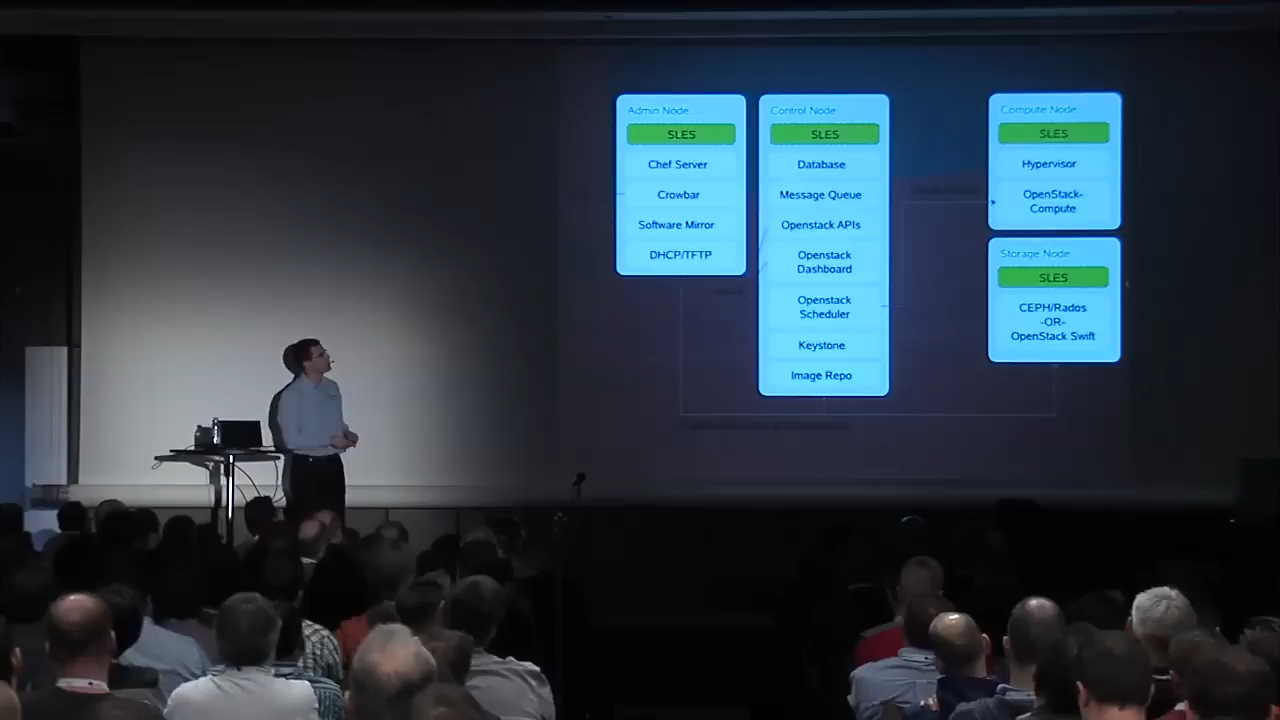 Admin Node
SLES
Chef Server
Crowbar
Software Mirror
DHCP/TFTP
Control Node
SLES
Database
Message Queue
Openstack APIs
Openstack
Dashboard
Openstack
Scheduler
Keystone
Image Repo
Compute Node
SLES
Hypervisor
OpenStack-
Compute
Storage Node
SLES
CEPH/Rados
-OR-
OpenStack Swift